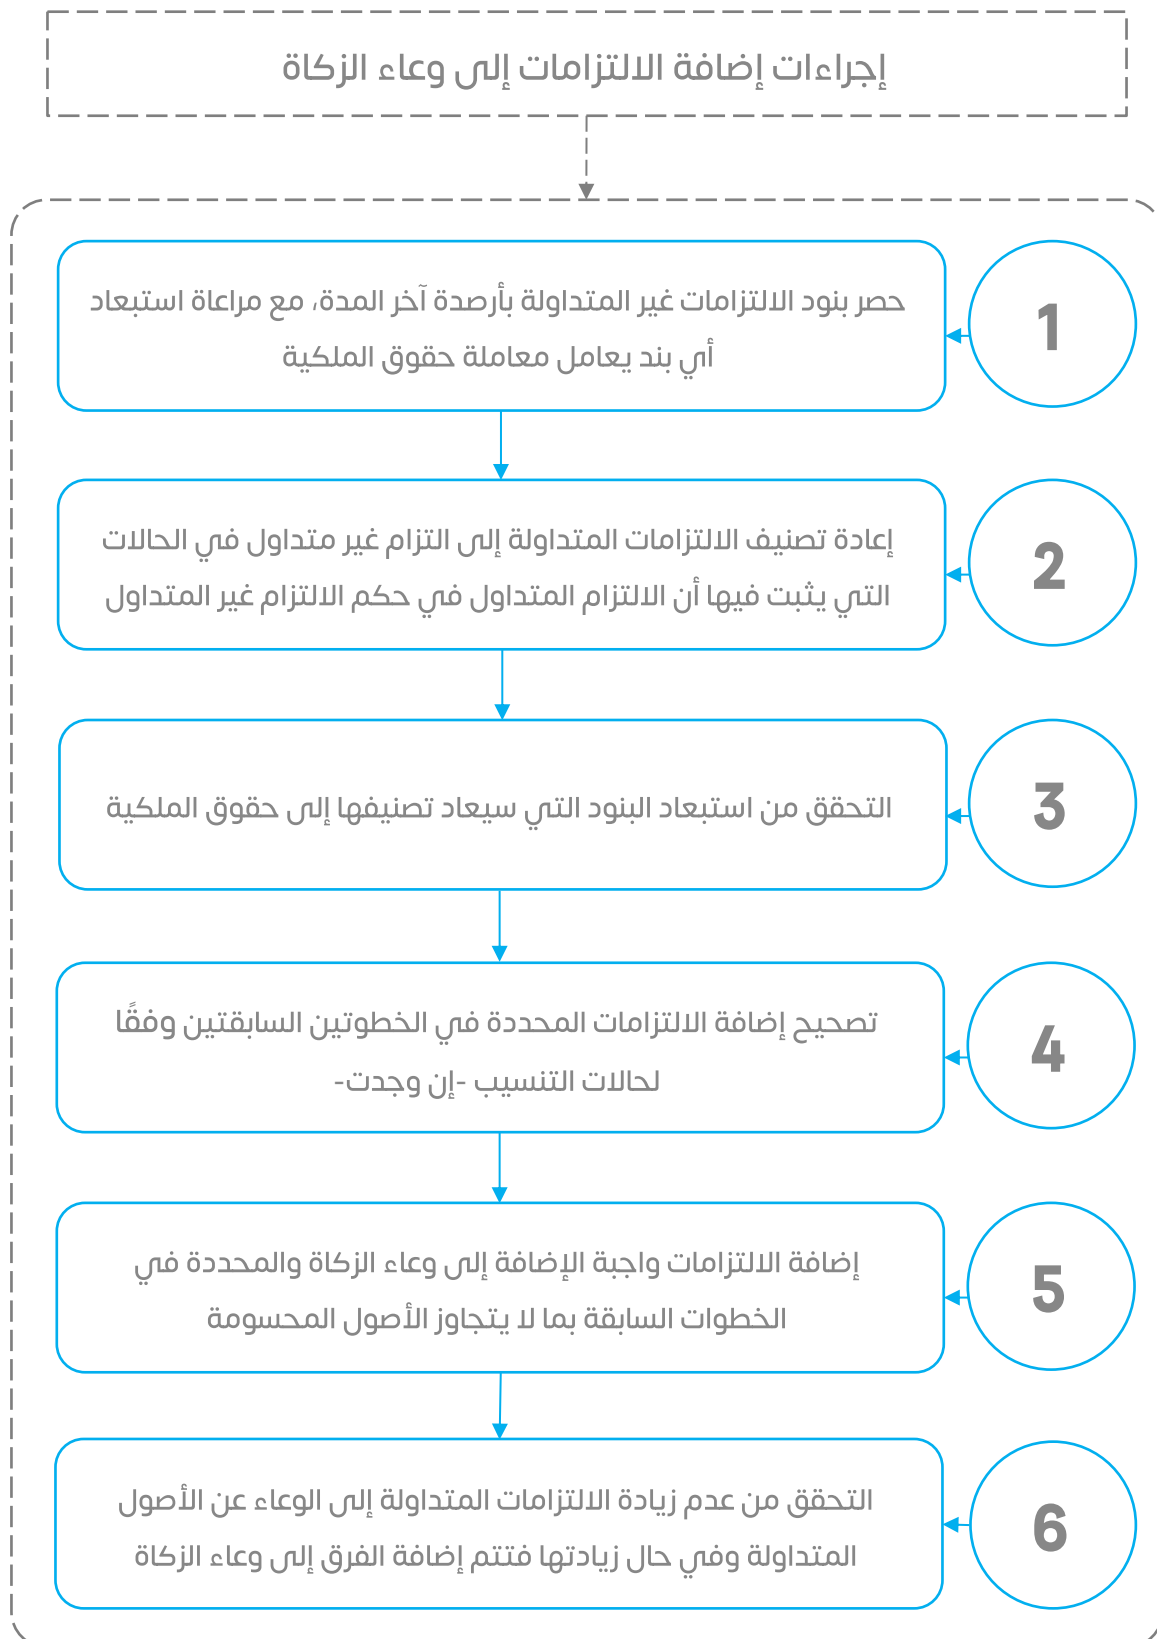 إجراءات إضافة الالتزامات إلى وعاء الزكاة
1
حصر بنود الالتزامات غير المتداولة بأرصدة آخر المدة، مع مراعاة استبعاد
أي بند يعامل معاملة حقوق الملكية
2
إعادة تصنيف الالتزامات المتداولة إلى التزام غير متداول في الحالات
التي يثبت فيها أن الالتزام المتداول في حكم الالتزام غير المتداول
3
التحقق من استبعاد البنود التي سيعاد تصنيفها إلى حقوق الملكية
4
تصحيح إضافة الالتزامات المحددة في الخطوتين السابقتين وفقًا
لحالات التنسيب -إن وجدت-
5
إضافة الالتزامات واجبة الإضافة إلى وعاء الزكاة والمحددة في
الخطوات السابقة بما لا يتجاوز الأصول المحسومة
6
التحقق من عدم زيادة الالتزامات المتداولة إلى الوعاء عن الأصول
المتداولة وفي حال زيادتها فتتم إضافة الفرق إلى وعاء الزكاة